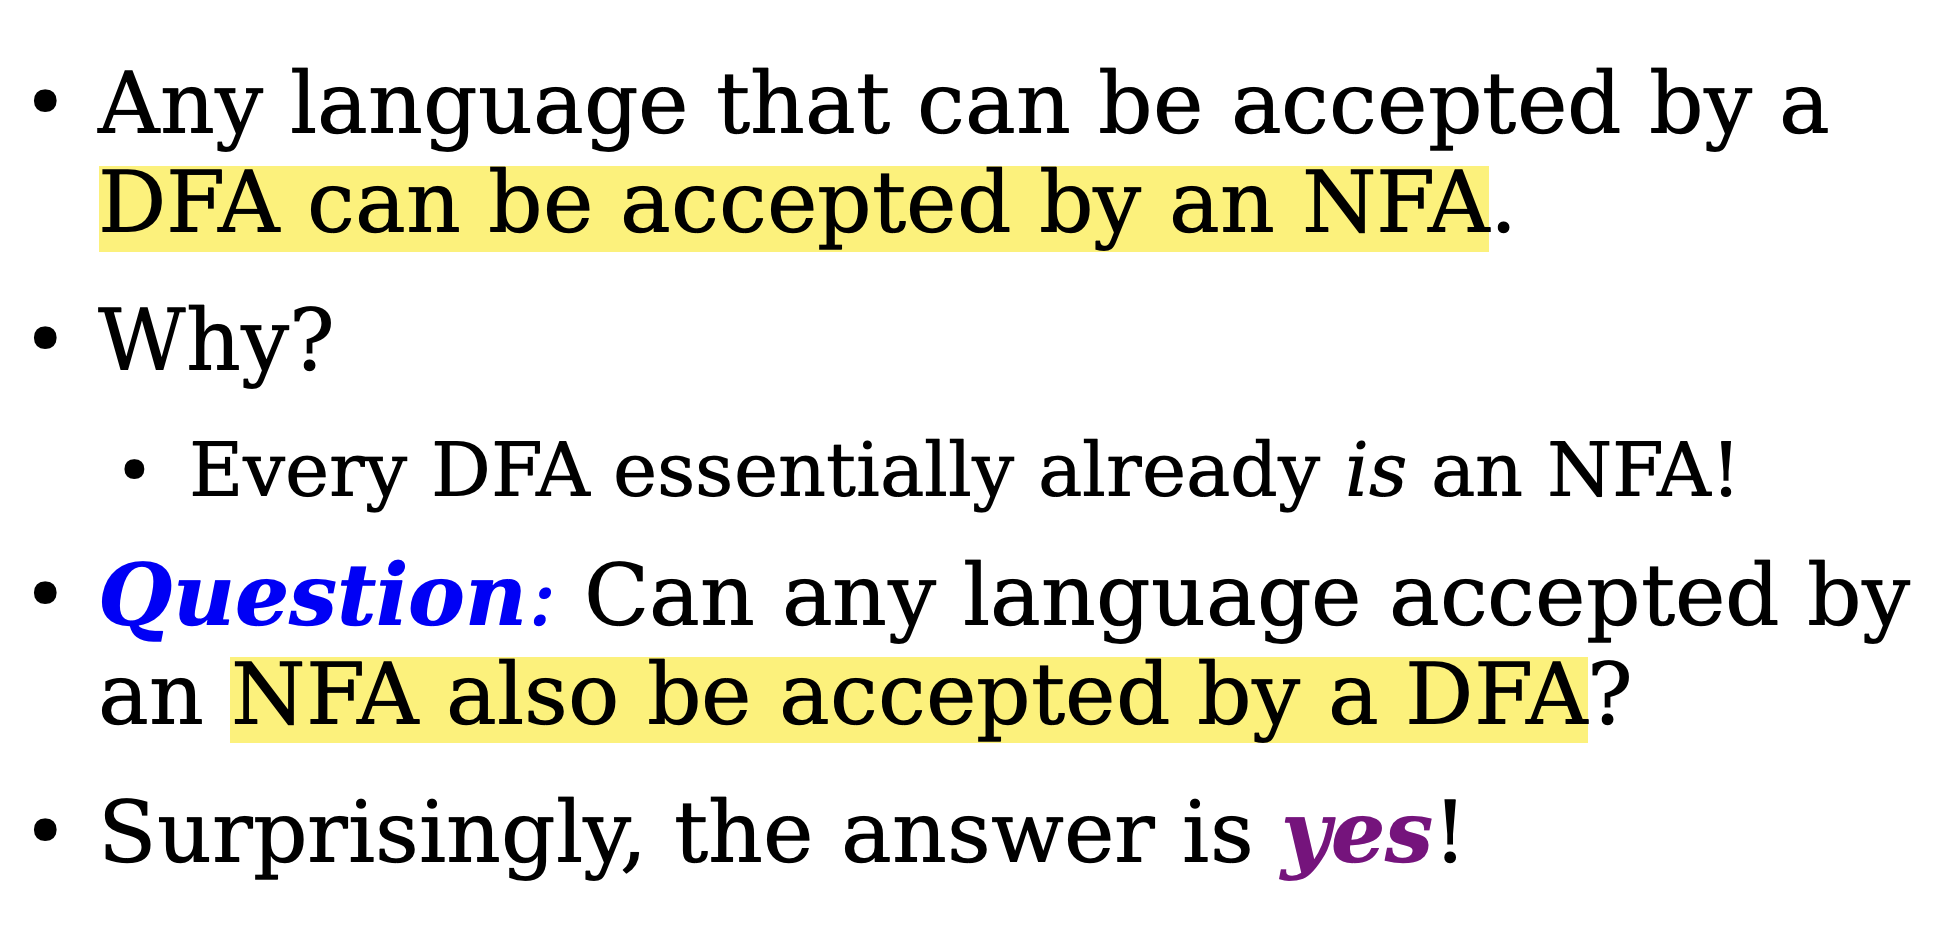 • Any language that can be accepted by a
DFA can be accepted by an NFA.
• Why?
• Every DFA essentially already is an NFA!
• Question: Can any language accepted by
an NFA also be accepted by a DFA?
• Surprisingly, the answer is yes!